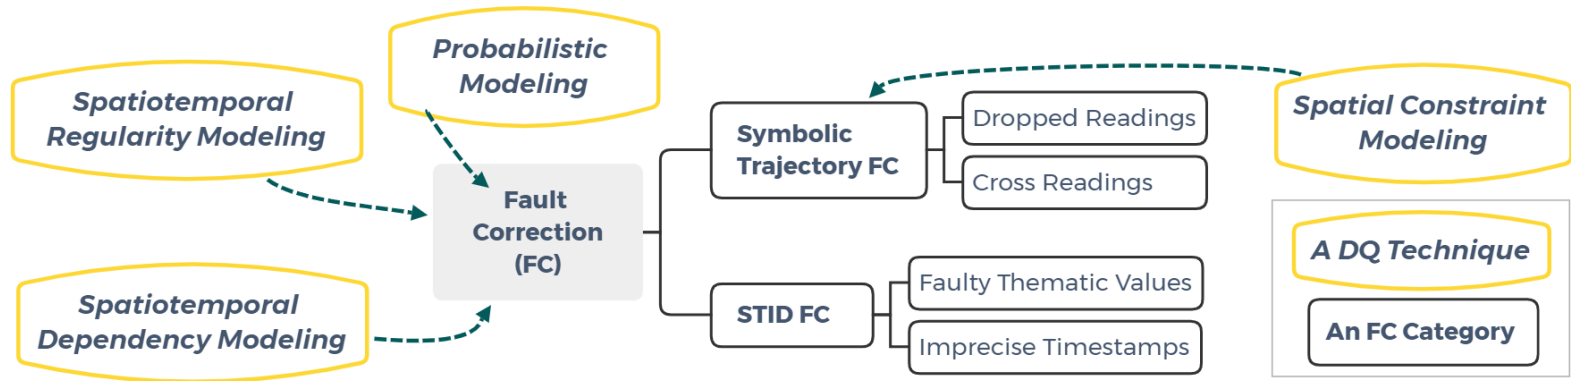 Probabilistic
Modeling
Spatiotemporal
Regularity Modeling
Spatiotemporal
Dependency Modeling
Fault
Correction
(FC)
Symbolic
Trajectory FC
Dropped Readings
Cross Readings
STID FC
Faulty Thematic Values
Imprecise Timestamps
Spatial Constraint
Modeling
A DQ Technique
An FC Category